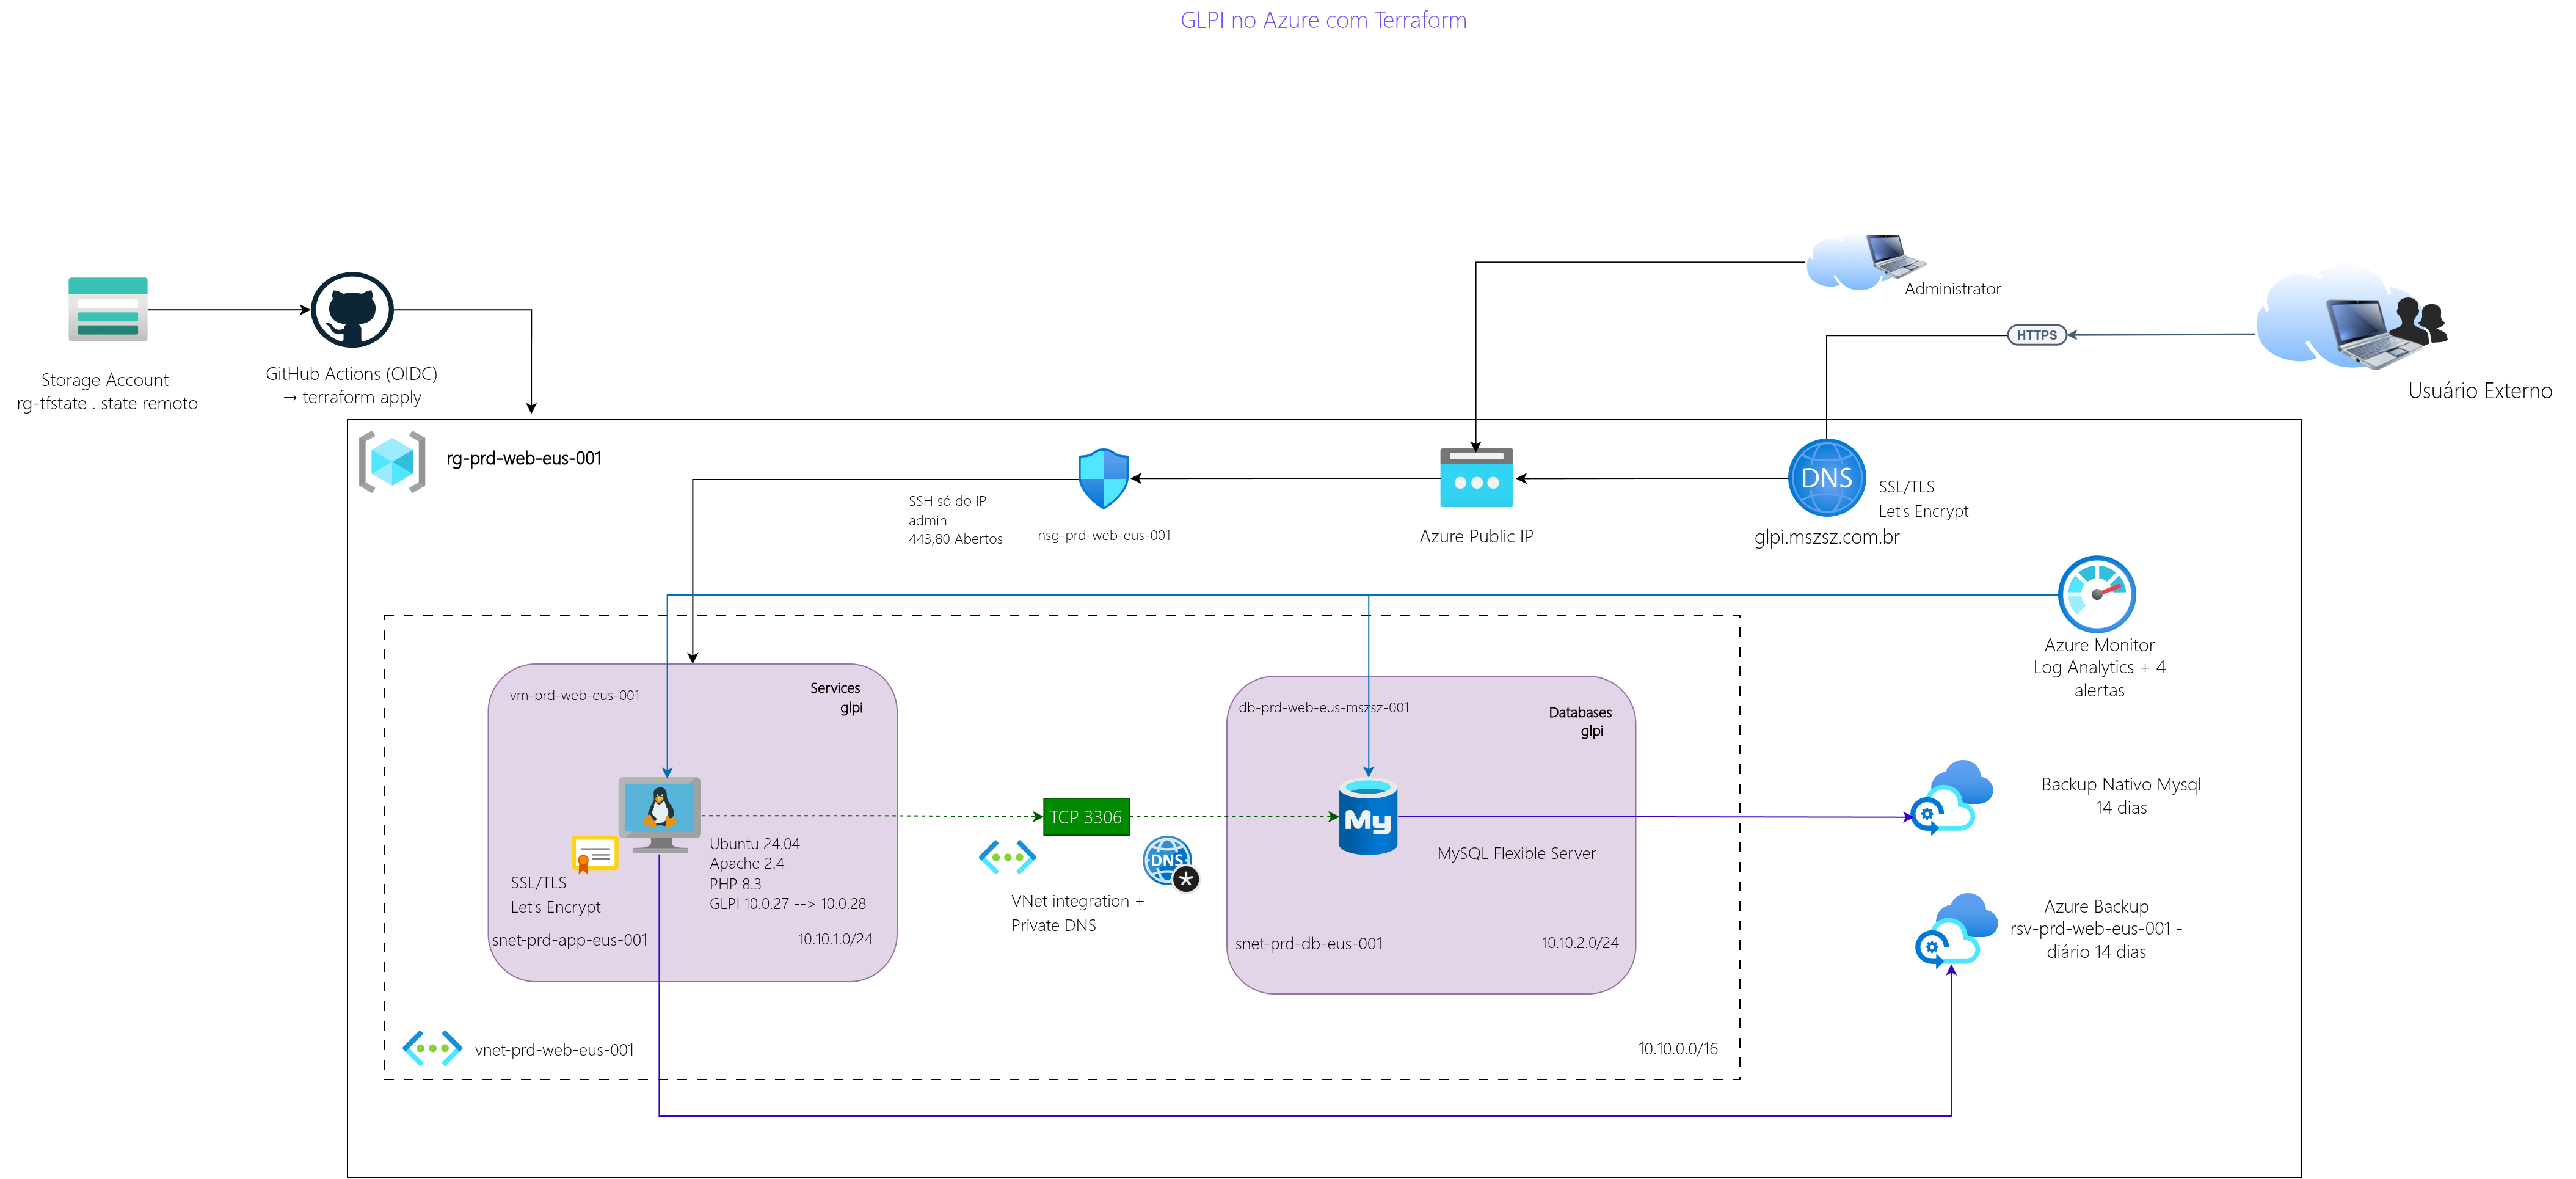 GLPI no Azure com Terraform
Administrator
HTTPS
Usuário Externo
Storage Account
rg-tfstate . state remoto
GitHub Actions (OIDC)
→ terraform apply
rg-prd-web-eus-001
SSH só do IP
admin
443,80 Abertos
nsg-prd-web-eus-001
Azure Public IP
DNS
SSL/TLS
Let's Encrypt
glpi.mszsz.com.br
Azure Monitor
Log Analytics + 4
alertas
vm-prd-web-eus-001
Services
glpi
Ubuntu 24.04
Apache 2.4
PHP 8.3
GLPI 10.0.27 --> 10.0.28
SSL/TLS
Let's Encrypt
snet-prd-app-eus-001
10.10.1.0/24
TCP 3306
DNS
*
VNet integration +
Private DNS
db-prd-web-eus-mszsz-001
Databases
glpi
My
MySQL Flexible Server
snet-prd-db-eus-001
10.10.2.0/24
Backup Nativo Mysql
14 dias
Azure Backup
rsv-prd-web-eus-001 -
diário 14 dias
vnet-prd-web-eus-001
10.10.0.0/16